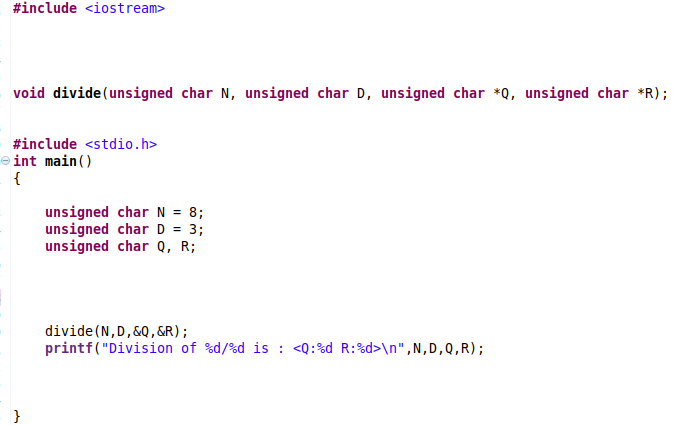 #include <iostream>
void divide(unsigned char N, unsigned char D, unsigned char *Q, unsigned char *R);
#include <stdio.h>
int main()
{
unsigned char N = 8;
unsigned char D = 3;
unsigned char Q, R;
divide(N,D,&Q,&R);
printf("Division of %d/%d is : <Q:%d R:%d>\n",N,D,Q,R);
}